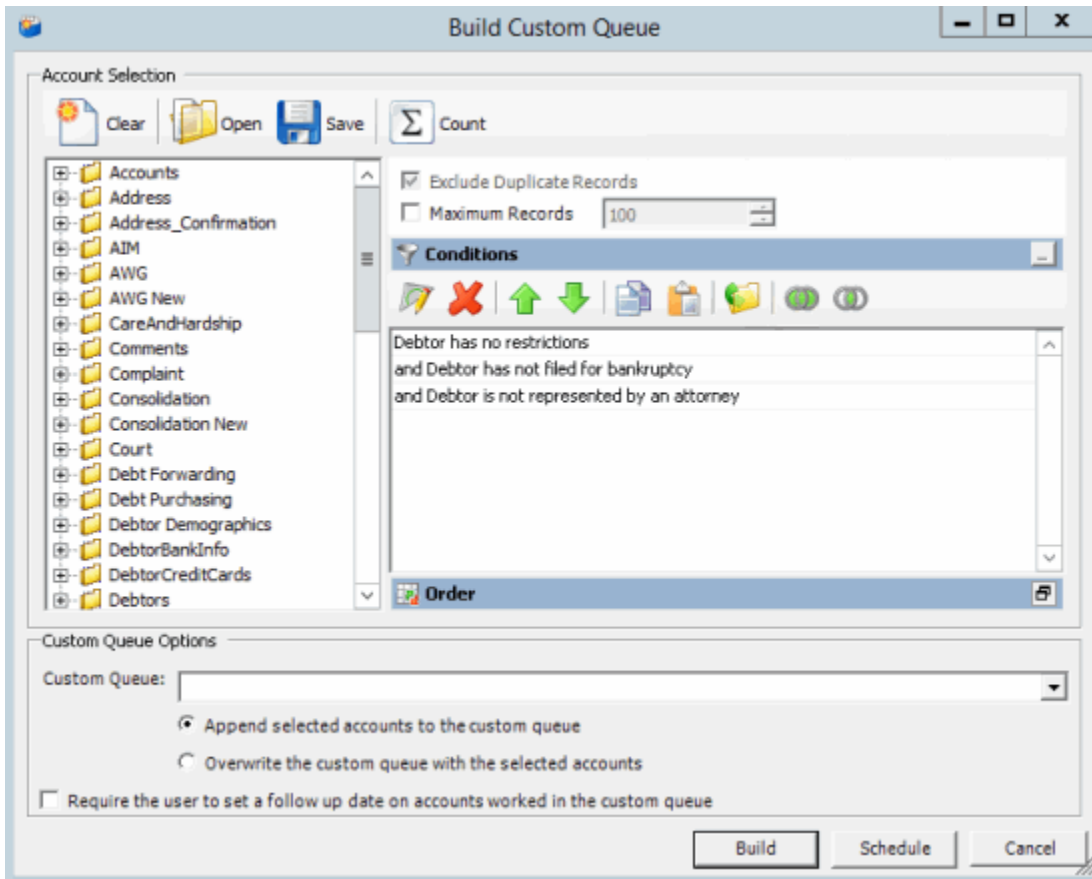 Build Custom Queue
Account Selection
Clear Open Save Count
Accounts
Address
Address_Confirmation
AIM
AWG
AWG New
CareAndHardship
Comments
Complaint
Consolidation
Consolidation New
Court
Debt Forwarding
Debt Purchasing
Debtor Demographics
DebtorBankInfo
DebtorCreditCards
Debtors
Exclude Duplicate Records
Maximum Records 100
Conditions
Debtor has no restrictions
and Debtor has not filed for bankruptcy
and Debtor is not represented by an attorney
Order
Custom Queue Options
Custom Queue:
Append selected accounts to the custom queue
Overwrite the custom queue with the selected accounts
Require the user to set a follow up date on accounts worked in the custom queue
Build Schedule Cancel